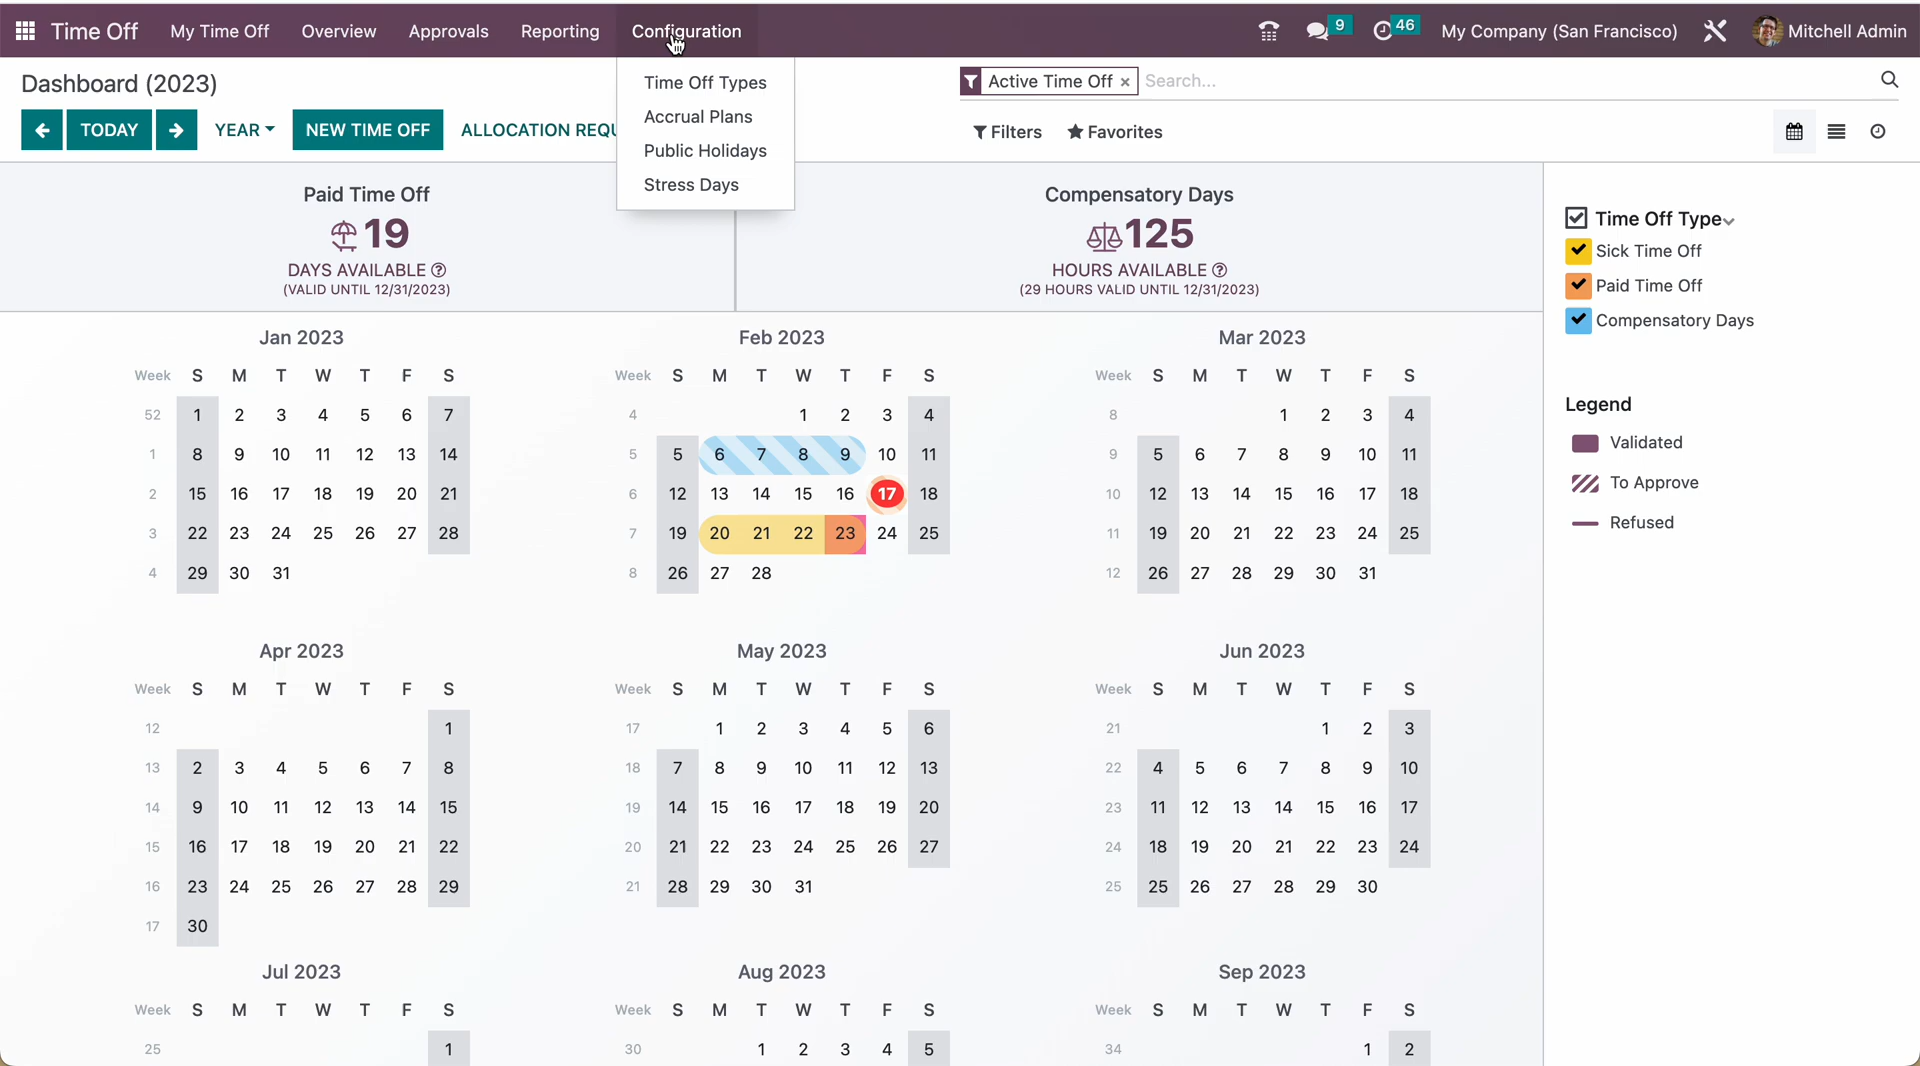 Time Off My Time Off Overview Approvals Reporting Configuration 9 46 My Company (San Francisco) Mitchell Admin
Dashboard (2023)
Active Time Off × Search...
TODAY YEAR NEW TIME OFF ALLOCATION REQU
Filters Favorites
Time Off Types
Accrual Plans
Public Holidays
Stress Days
Paid Time Off
19
DAYS AVAILABLE ?
(VALID UNTIL 12/31/2023)
Compensatory Days
125
HOURS AVAILABLE ?
(29 HOURS VALID UNTIL 12/31/2023)
Jan 2023
Week S M T W T F S
52 1 2 3 4 5 6 7
1 8 9 10 11 12 13 14
2 15 16 17 18 19 20 21
3 22 23 24 25 26 27 28
4 29 30 31
Feb 2023
Week S M T W T F S
4 1 2 3 4
5 5 6 7 8 9 10 11
6 12 13 14 15 16 17 18
7 19 20 21 22 23 24 25
8 26 27 28
Mar 2023
Week S M T W T F S
8 1 2 3 4
9 5 6 7 8 9 10 11
10 12 13 14 15 16 17 18
11 19 20 21 22 23 24 25
12 26 27 28 29 30 31
Apr 2023
Week S M T W T F S
12 1
13 2 3 4 5 6 7 8
14 9 10 11 12 13 14 15
15 16 17 18 19 20 21 22
16 23 24 25 26 27 28 29
17 30
May 2023
Week S M T W T F S
17 1 2 3 4 5 6
18 7 8 9 10 11 12 13
19 14 15 16 17 18 19 20
20 21 22 23 24 25 26 27
21 28 29 30 31
Jun 2023
Week S M T W T F S
21 1 2 3
22 4 5 6 7 8 9 10
23 11 12 13 14 15 16 17
24 18 19 20 21 22 23 24
25 25 26 27 28 29 30
Jul 2023
Week S M T W T F S
25 1
Aug 2023
Week S M T W T F S
30 1 2 3 4 5
Sep 2023
Week S M T W T F S
34 1 2
Time Off Type
Sick Time Off
Paid Time Off
Compensatory Days
Legend
Validated
To Approve
Refused